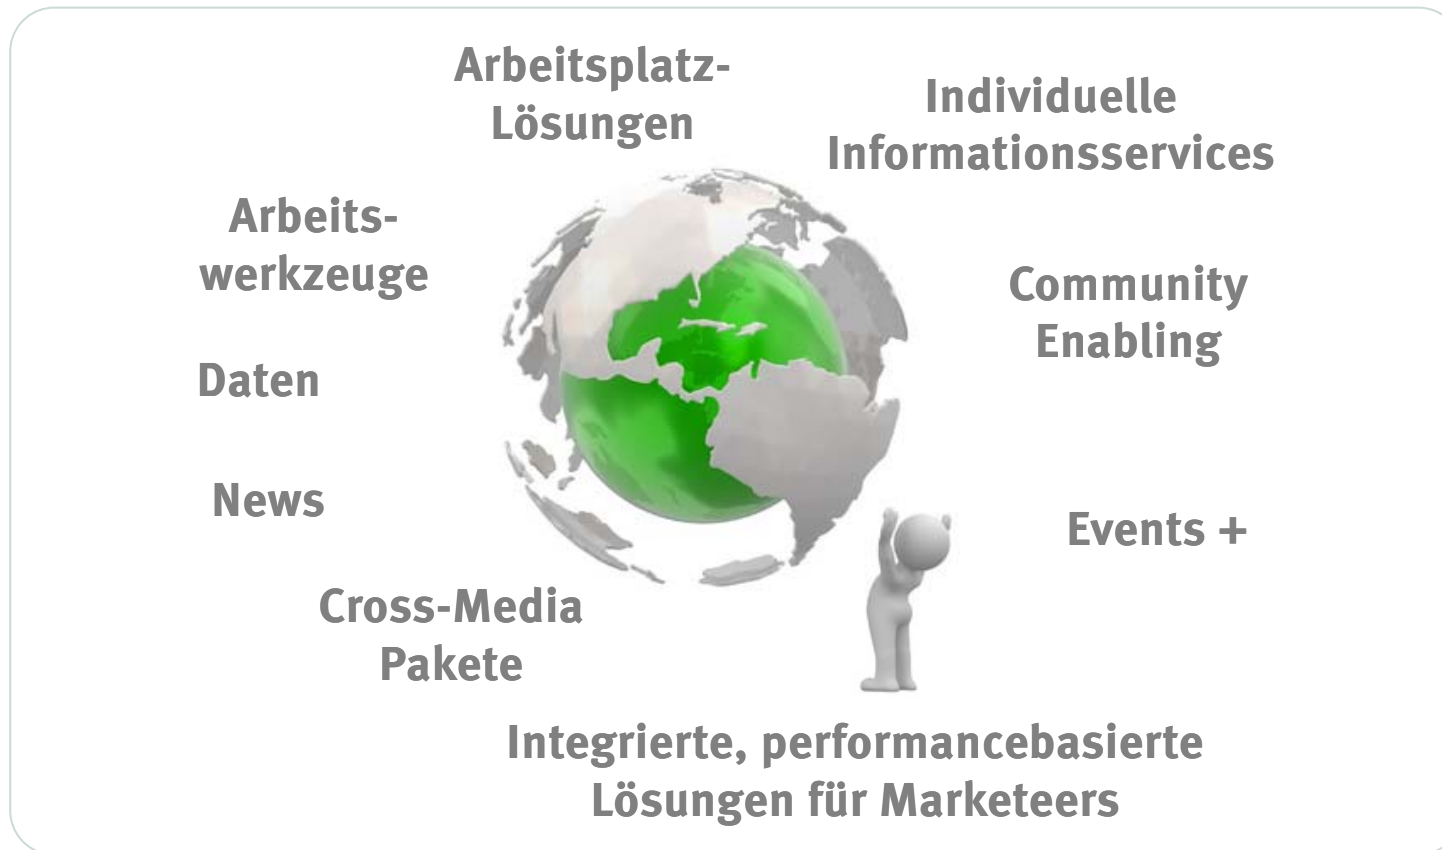 Arbeitsplatz-
Lösungen
Individuelle
Informationsservices
Arbeits-
werkzeuge
Community
Enabling
Daten
News
Events +
Cross-Media
Pakete
Integrierte, performancebasierte
Lösungen für Marketeers